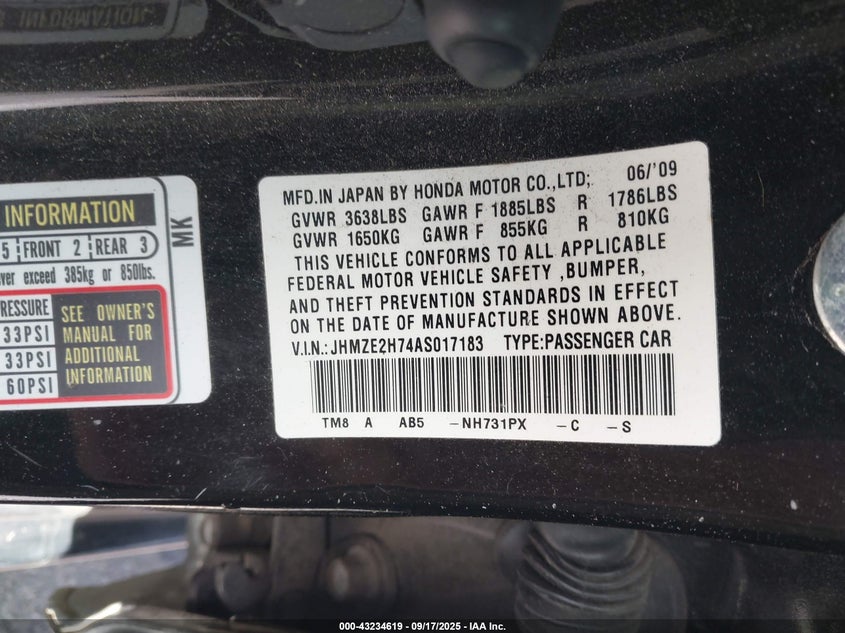 INFORMATION
INFORMATION
5 FRONT 2 REAR 3
ver exceed 385kg or 850lbs.
PRESSURE
33PSI
33PSI
60PSI
SEE OWNER'S
MANUAL FOR
ADDITIONAL
INFORMATION
MK
MFD.IN JAPAN BY HONDA MOTOR CO.,LTD; 06/'09
GVWR 3638LBS GAWR F 1885LBS R 1786LBS
GVWR 1650KG GAWR F 855KG R 810KG
THIS VEHICLE CONFORMS TO ALL APPLICABLE
FEDERAL MOTOR VEHICLE SAFETY ,BUMPER,
AND THEFT PREVENTION STANDARDS IN EFFECT
ON THE DATE OF MANUFACTURE SHOWN ABOVE.
V.I.N.:JHMZE2H74AS017183 TYPE:PASSENGER CAR
TM8 A AB5 -NH731PX -C -S
000-43234619 - 09/17/2025 - IAA Inc.